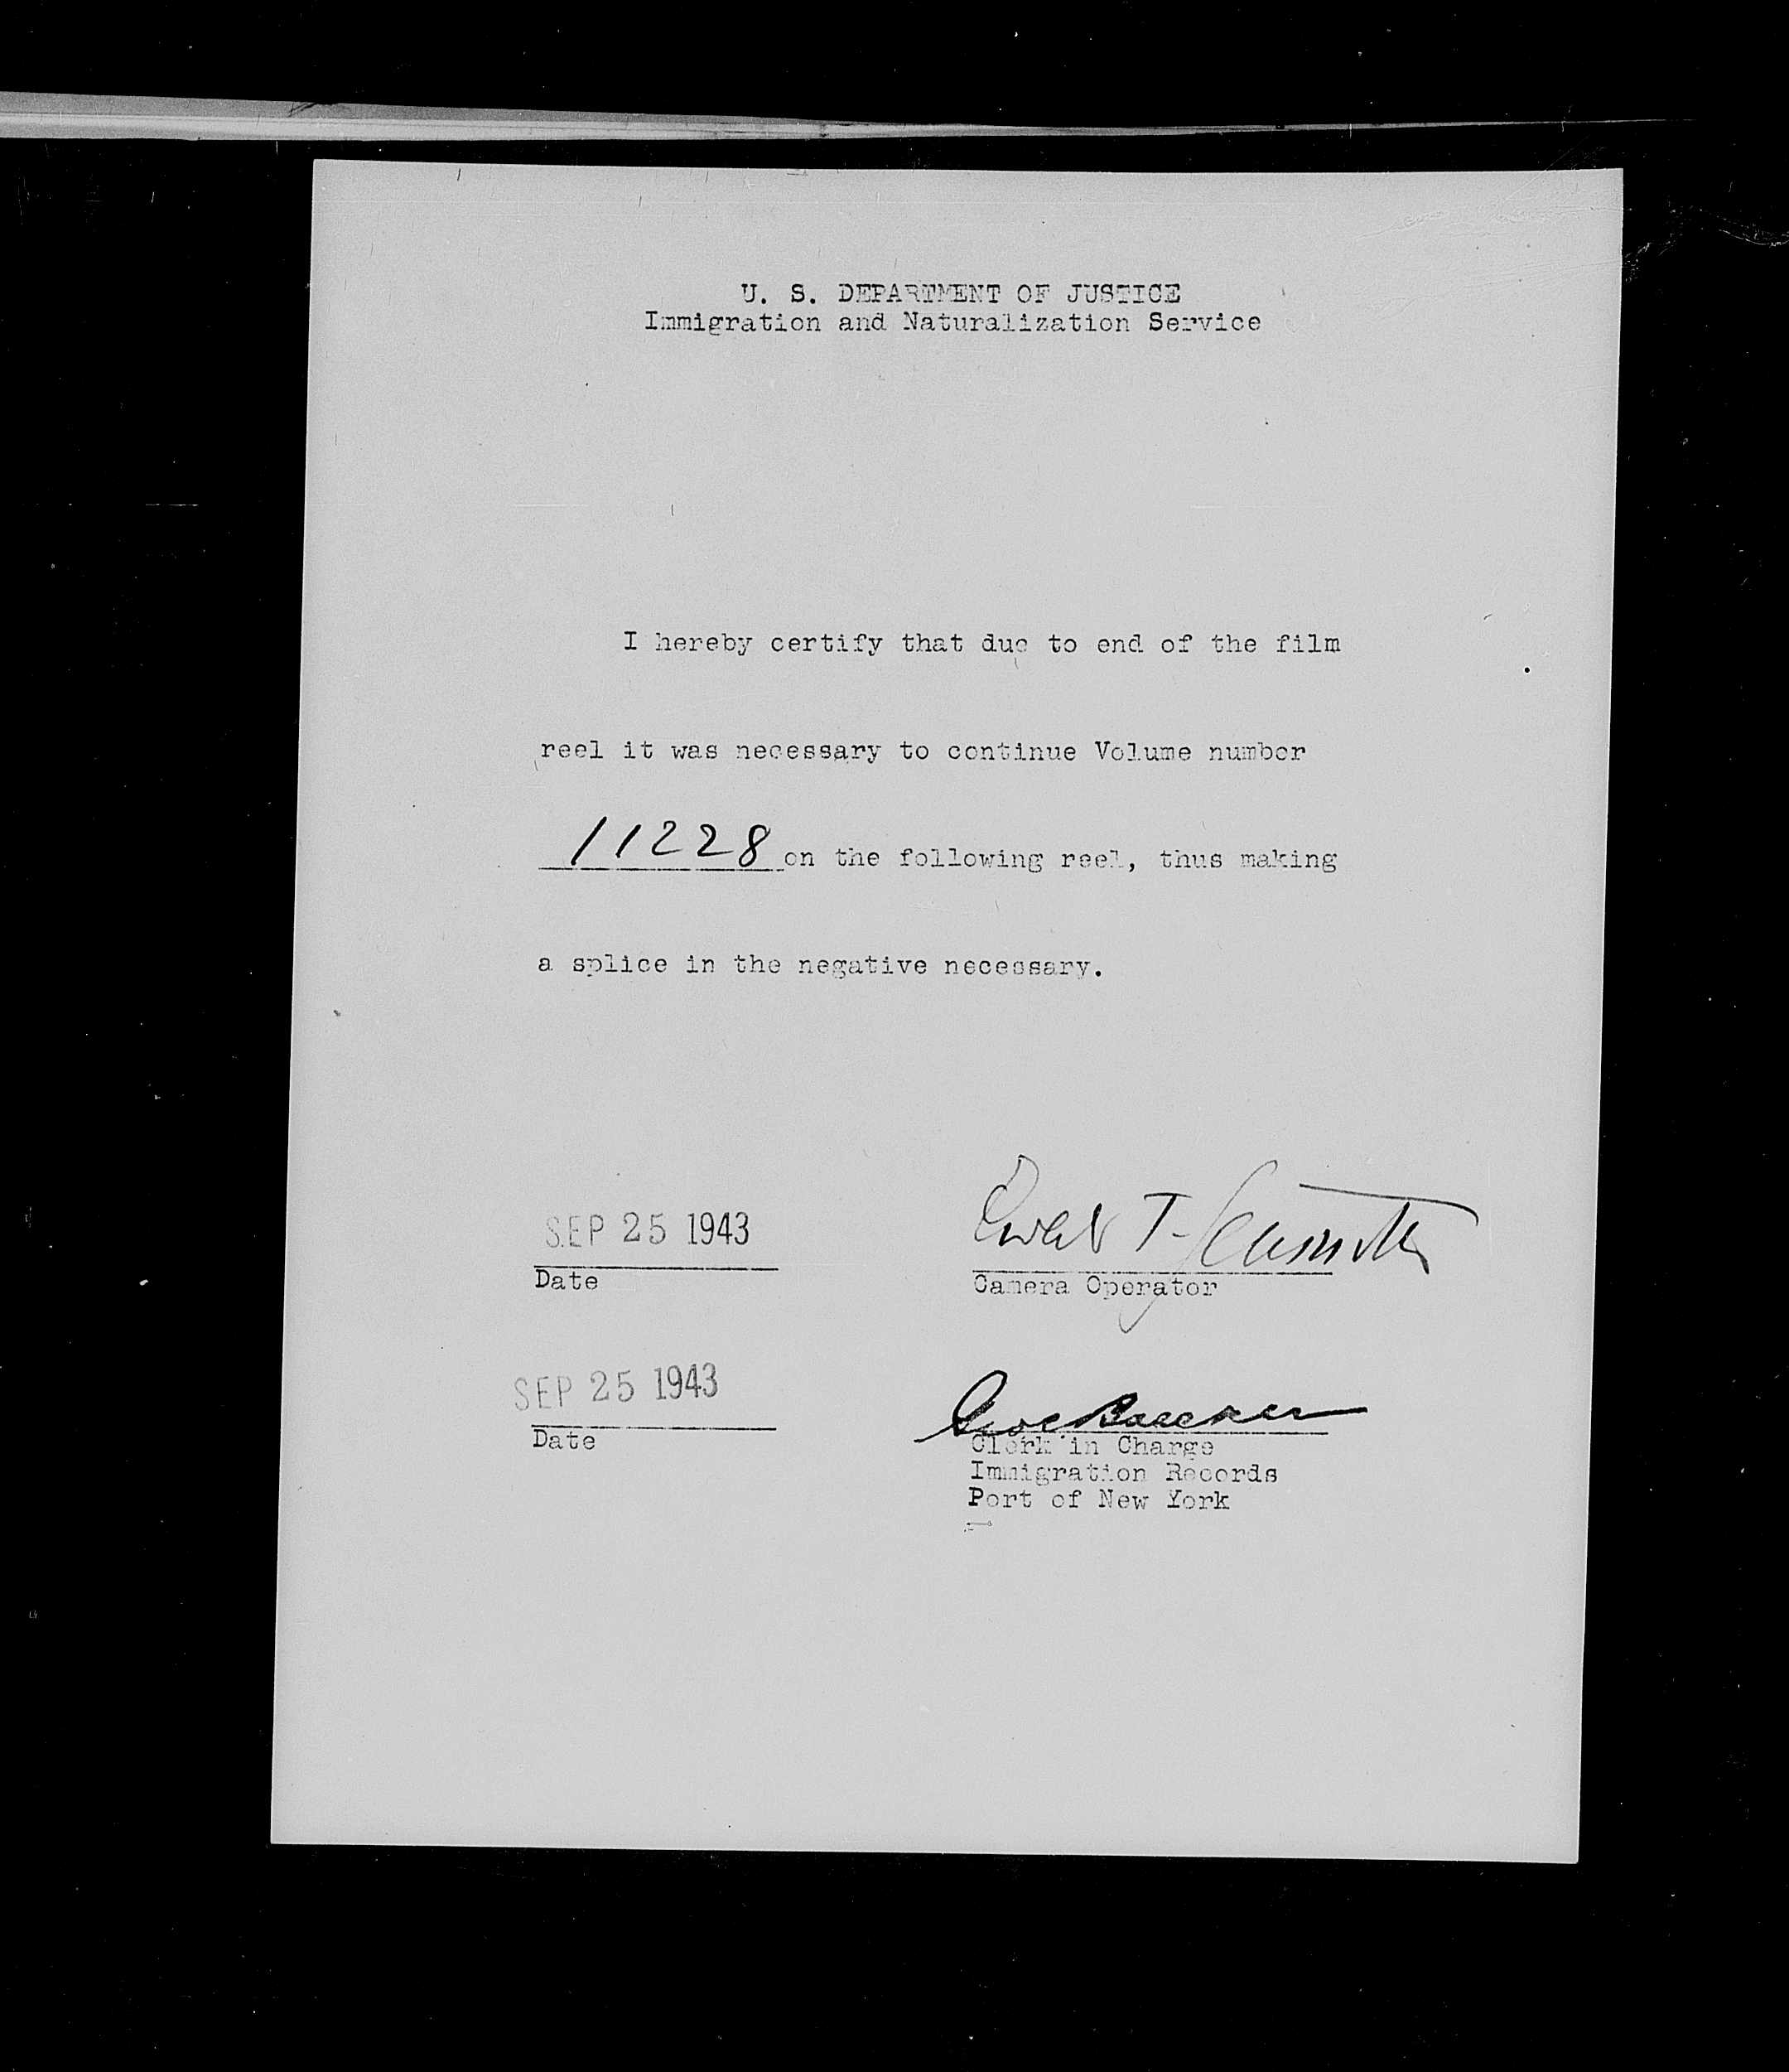 U. S. DEPARTMENT OF JUSTICE
Immigration and Naturalization Service
I hereby certify that due to end of the film
reel it was necessary to continue Volume number
11228 on the following reel, thus making
a splice in the negative necessary.
SEP 25 1943
Date
Camera Operator
SEP 25 1943
Date
Clerk in Charge
Immigration Records
Port of New York